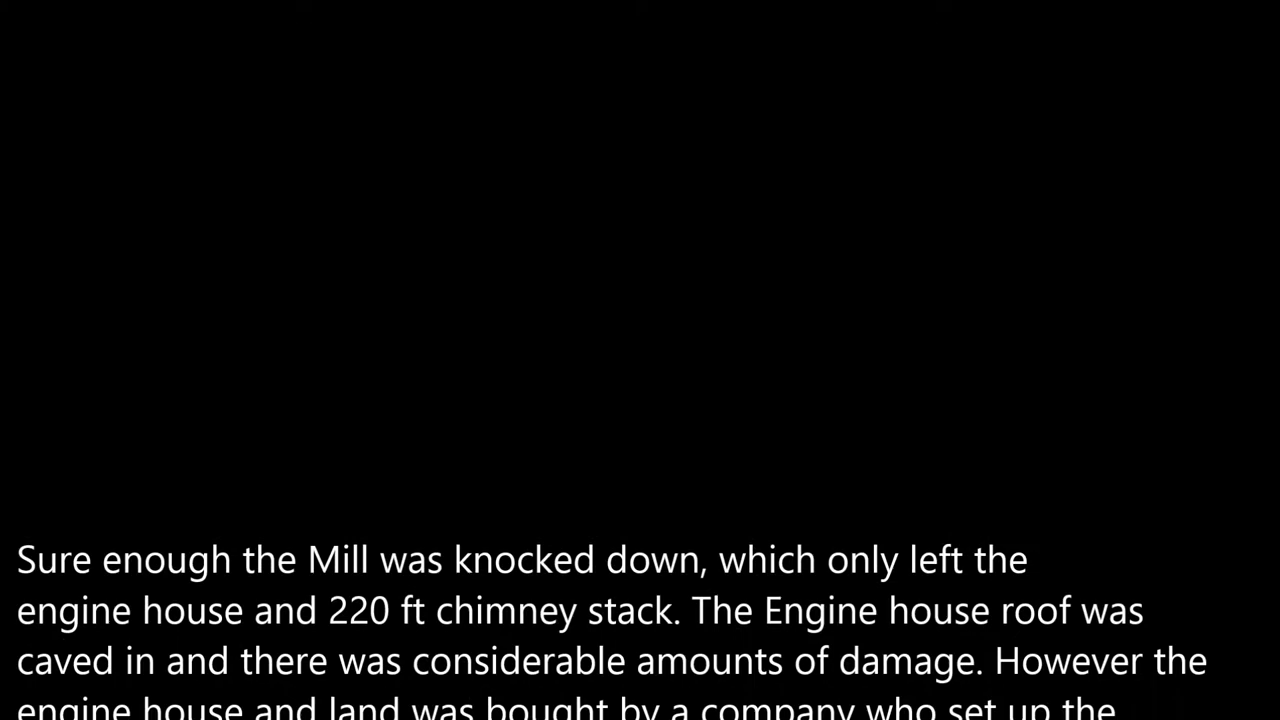 Sure enough the Mill was knocked down, which only left the
engine house and 220 ft chimney stack. The Engine house roof was
caved in and there was considerable amounts of damage. However the
engine house and land was bought by a company who set up the